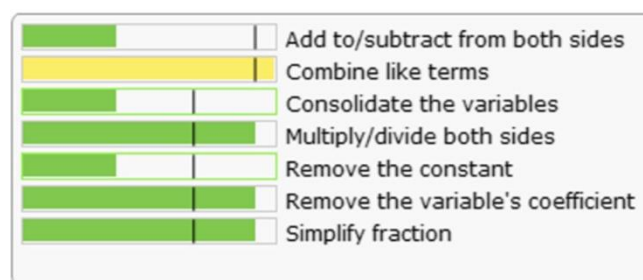 Add to/subtract from both sides
Combine like terms
Consolidate the variables
Multiply/divide both sides
Remove the constant
Remove the variable's coefficient
Simplify fraction